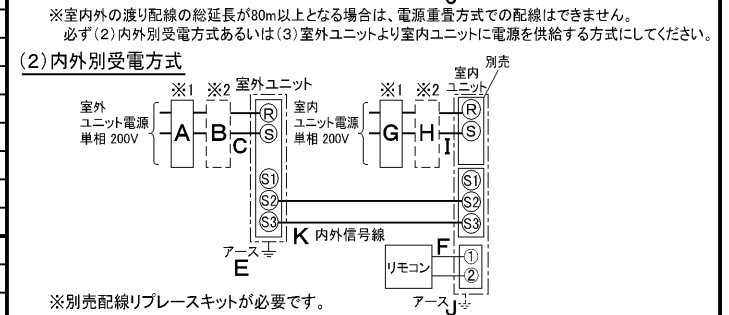 ※室内外の渡り配線の総延長が80m以上となる場合は、電源重畳方式での配線はできません。
必ず(2)内外別受電方式あるいは(3)室外ユニットより室内ユニットに電源を供給する方式にしてください。
(2)内外別受電方式
別売
※1 ※2 室外ユニット
※1 ※2 室内ユニット
室外
ユニット電源
単相 200V
A B C
R
S
室内
ユニット電源
単相 200V
G H I
R
S
S1
S2
S3
S1
S2
S3
K 内外信号線
アース
E
リモコン
F
①
②
アース J
※別売配線リプレースキットが必要です。